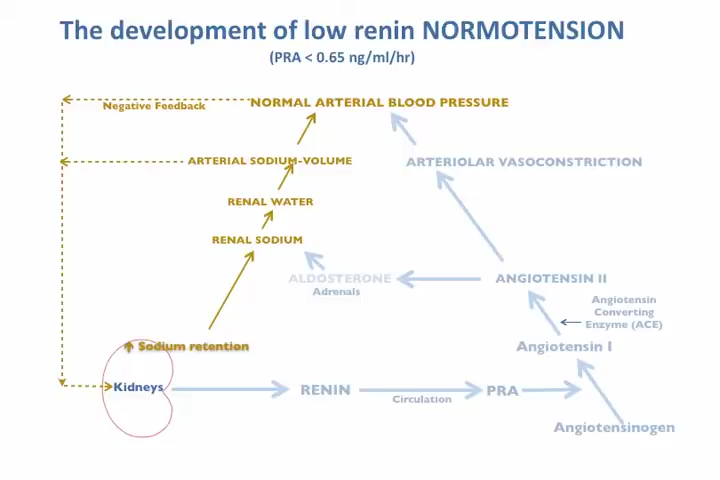 The development of low renin NORMOTENSION
(PRA < 0.65 ng/ml/hr)
Negative Feedback
NORMAL ARTERIAL BLOOD PRESSURE
ARTERIAL SODIUM-VOLUME
ARTERIOLAR VASOCONSTRICTION
RENAL WATER
RENAL SODIUM
ALDOSTERONE
Adrenals
ANGIOTENSIN II
Angiotensin
Converting
Enzyme (ACE)
Sodium retention
Angiotensin I
Kidneys
RENIN
Circulation
PRA
Angiotensinogen